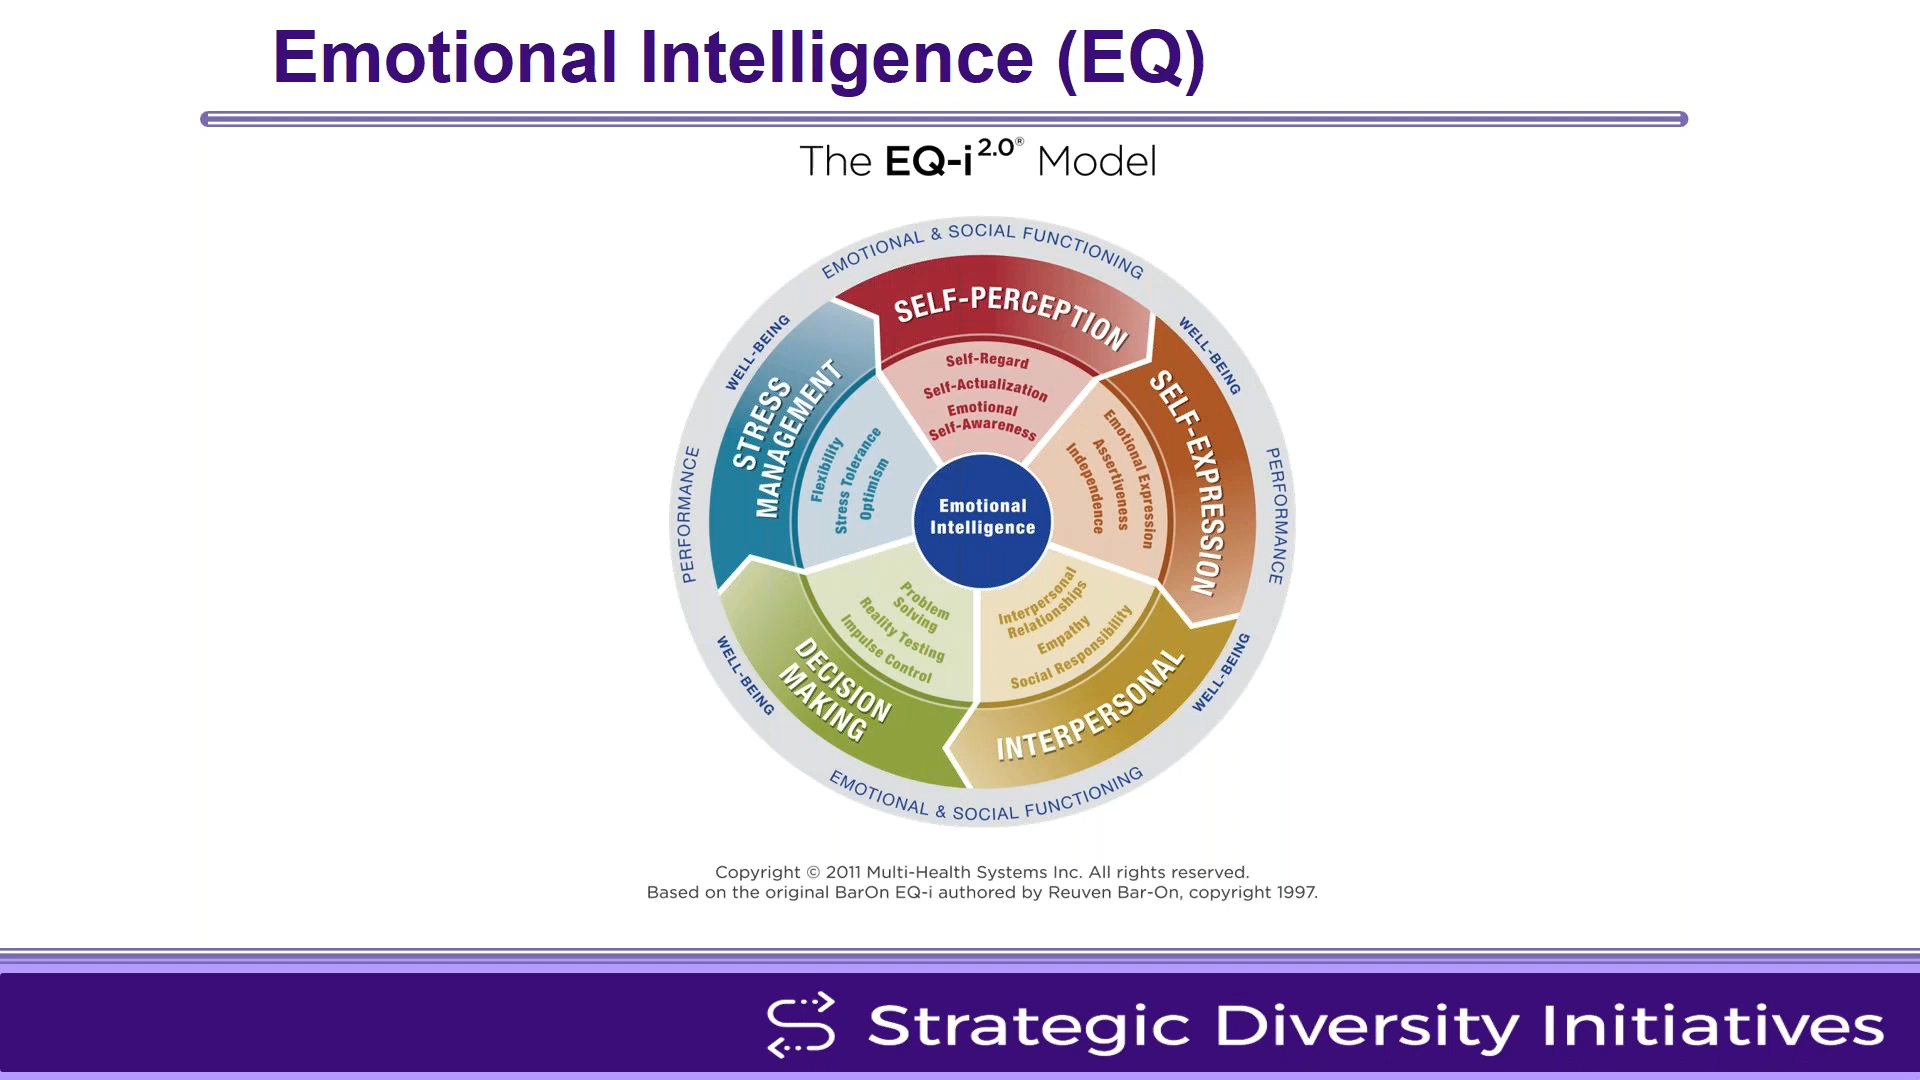 Emotional Intelligence (EQ)
The EQ-i 2.0® Model
EMOTIONAL & SOCIAL FUNCTIONING
WELL-BEING
PERFORMANCE
WELL-BEING
EMOTIONAL & SOCIAL FUNCTIONING
WELL-BEING
PERFORMANCE
WELL-BEING
SELF-PERCEPTION
Self-Regard
Self-Actualization
Emotional
Self-Awareness
SELF-EXPRESSION
Emotional Expression
Assertiveness
Independence
INTERPERSONAL
Interpersonal
Relationships
Empathy
Social Responsibility
DECISION
MAKING
Problem
Solving
Reality Testing
Impulse Control
STRESS
MANAGEMENT
Flexibility
Stress Tolerance
Optimism
Emotional
Intelligence
Copyright © 2011 Multi-Health Systems Inc. All rights reserved.
Based on the original BarOn EQ-i authored by Reuven Bar-On, copyright 1997.
Strategic Diversity Initiatives